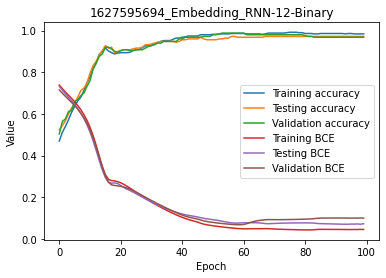 1627595694_Embedding_RNN-12-Binary
1.0
0.8
0.6
0.4
0.2
0.0
Value
Training accuracy
Testing accuracy
Validation accuracy
Training BCE
Testing BCE
Validation BCE
0 20 40 60 80 100
Epoch